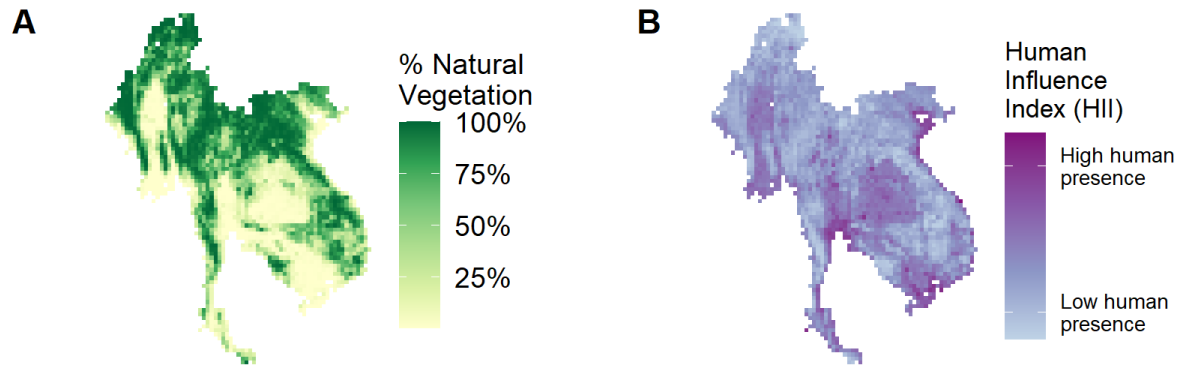 A
% Natural
Vegetation
100%
75%
50%
25%
B
Human
Influence
Index (HII)
High human
presence
Low human
presence